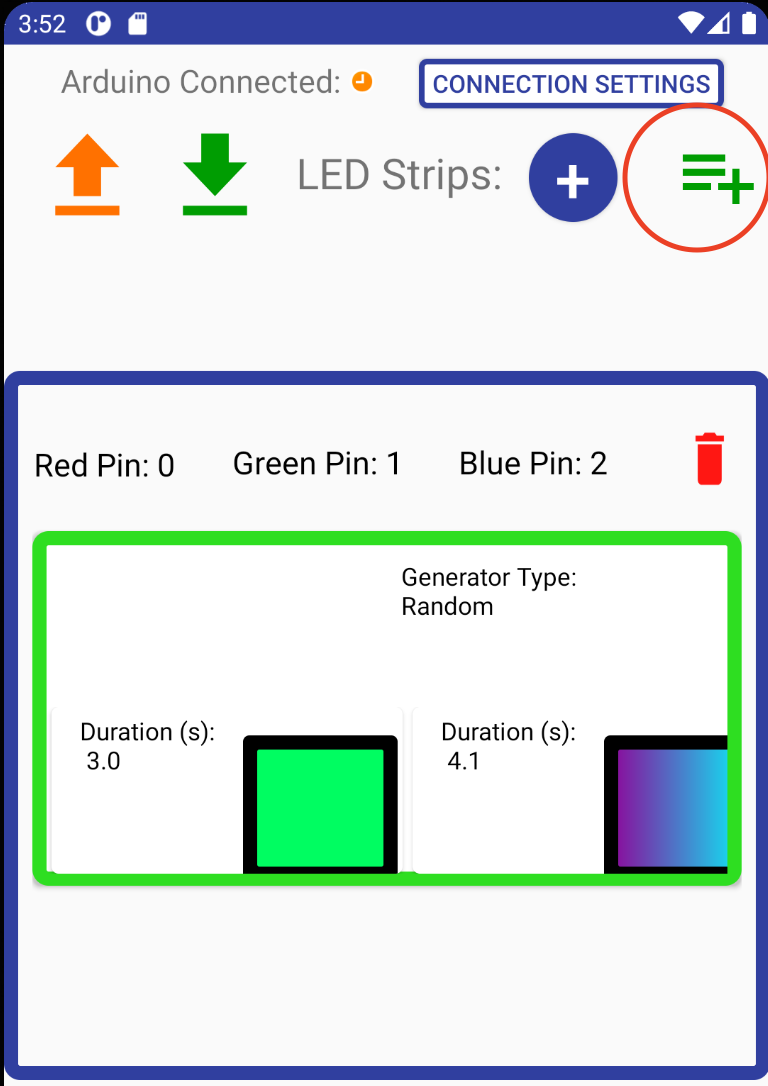 3:52
Arduino Connected:
CONNECTION SETTINGS
LED Strips:
Red Pin: 0
Green Pin: 1
Blue Pin: 2
Generator Type:
Random
Duration (s):
3.0
Duration (s):
4.1